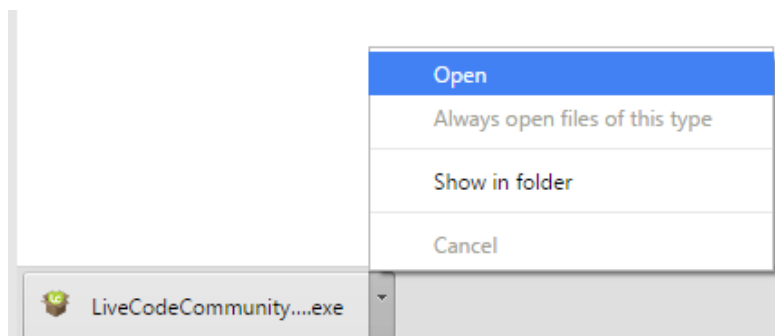 Open
Always open files of this type
Show in folder
Cancel
LiveCodeCommunity....exe